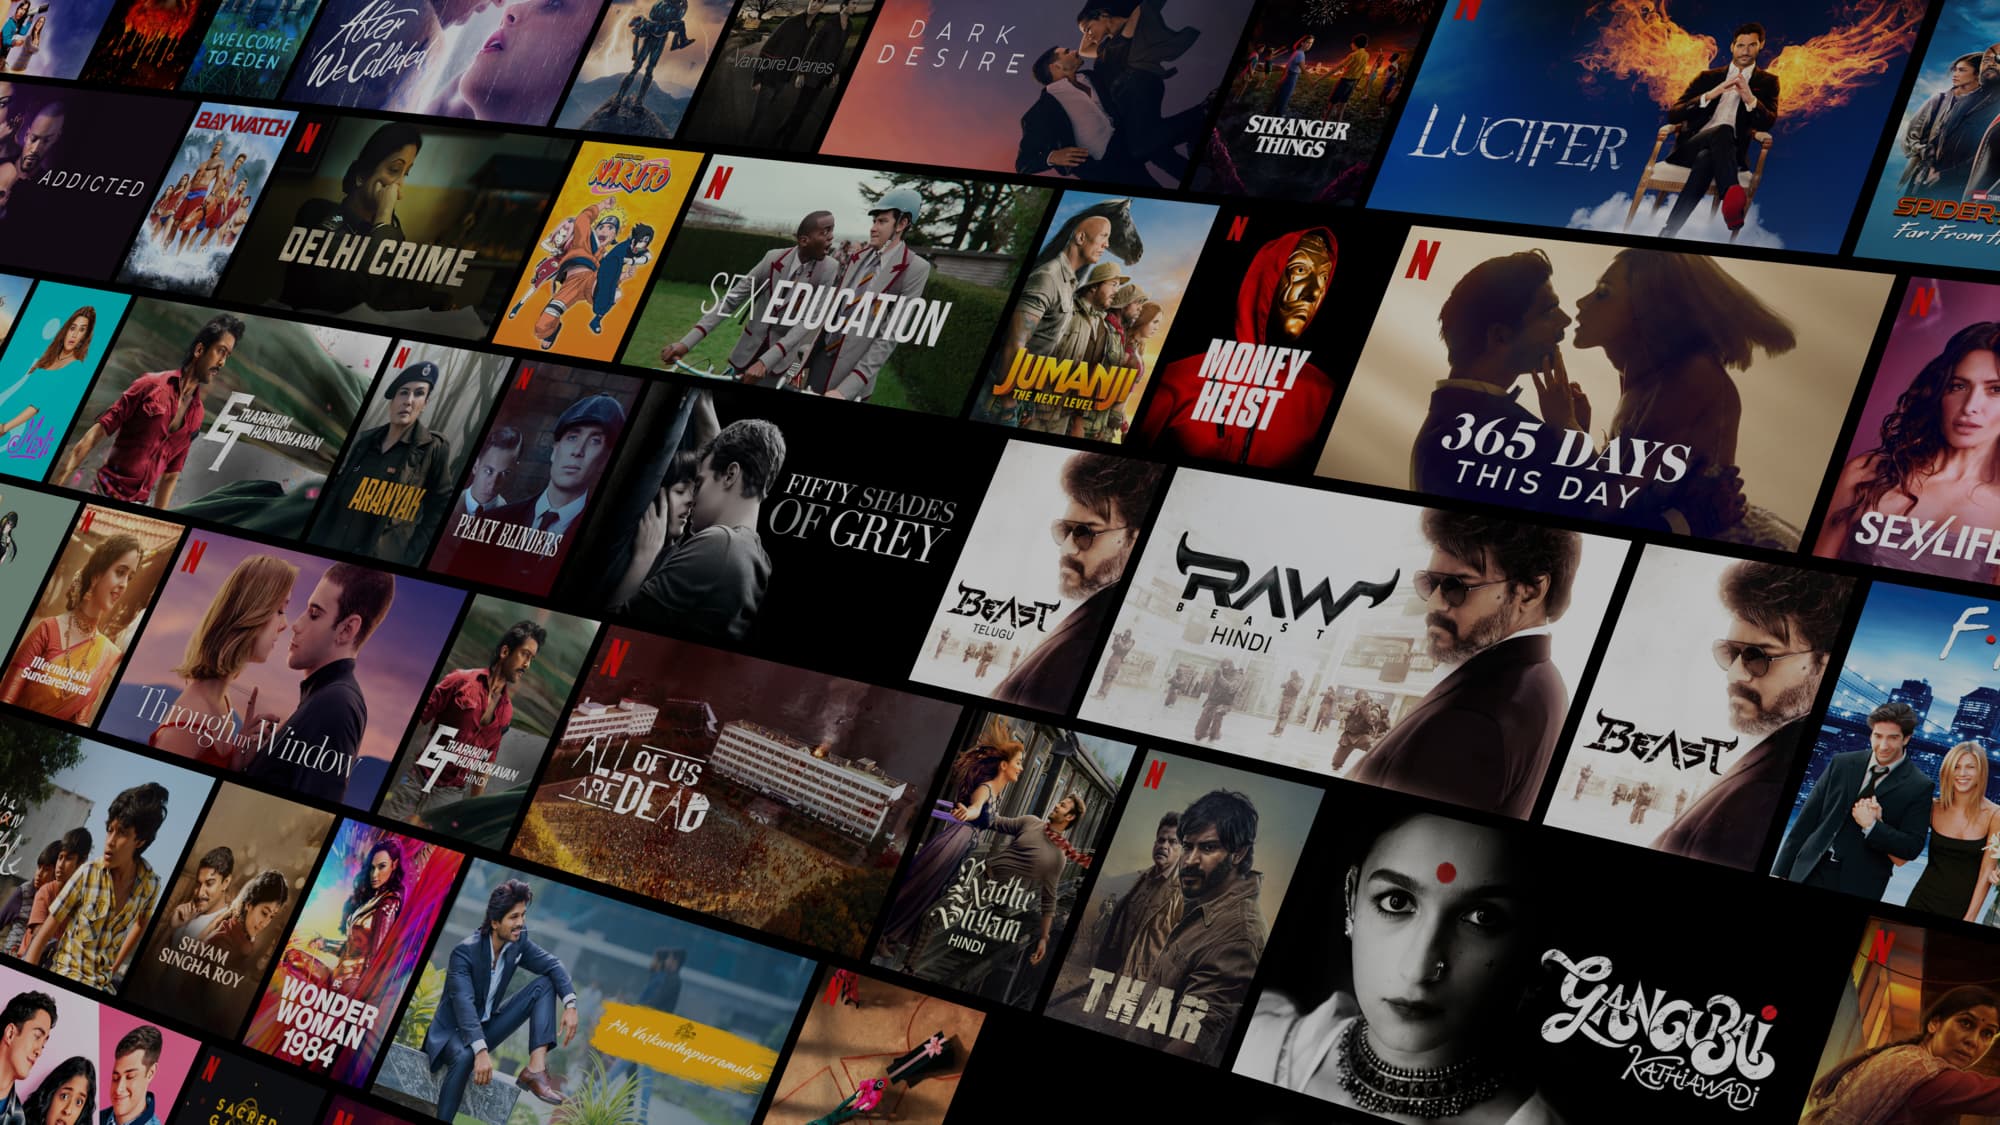 WELCOME
TO EDEN
After
We Collided
Vampire Diaries
DARK
DESIRE
STRANGER
THINGS
N
LUCIFER
SPIDER-
Far From H
ADDICTED
BAYWATCH
N
DELHI CRIME
NARUTO
N
SEX EDUCATION
JUMANJI
THE NEXT LEVEL
N
MONEY
HEIST
N
365 DAYS
THIS DAY
N
SEX/LIFE
ETHARKKUM
THUNINDHAVAN
N
ARANYAK
N
PEAKY BLINDERS
FIFTY SHADES
OF GREY
BEAST
TELUGU
RAW
BEAST
HINDI
BEAST
F
N
Meenakshi
Sundareshwar
N
Through my Window
ETHARKKUM
THUNINDHAVAN
HINDI
N
ALL OF US
ARE DEAD
Radhe
Shyam
HINDI
N
THAR
GANGUBAI
KATHIAWADI
N
SHYAM
SINGHA ROY
WONDER
WOMAN
1984
Ala Vaikunthapurramuloo
N
N
SACRED